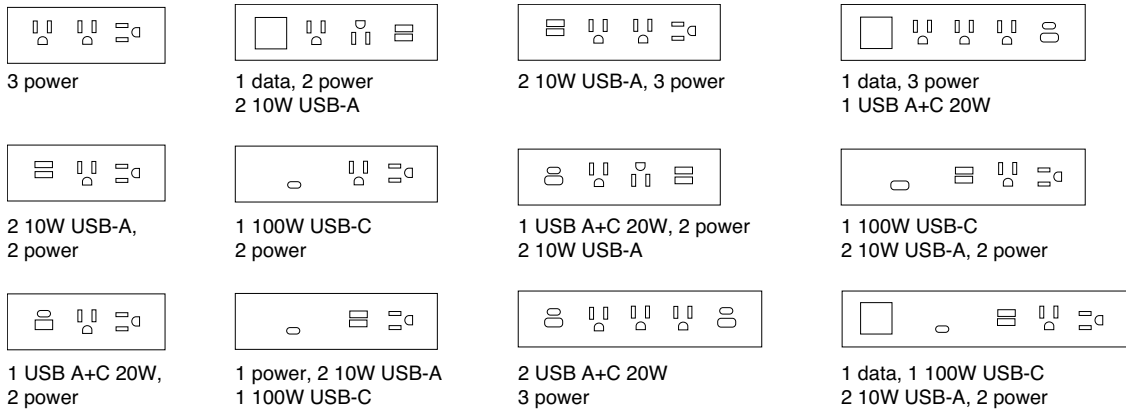 3 power
1 data, 2 power
2 10W USB-A
2 10W USB-A, 3 power
1 data, 3 power
1 USB A+C 20W
2 10W USB-A,
2 power
1 100W USB-C
2 power
1 USB A+C 20W, 2 power
2 10W USB-A
1 100W USB-C
2 10W USB-A, 2 power
1 USB A+C 20W,
2 power
1 power, 2 10W USB-A
1 100W USB-C
2 USB A+C 20W
3 power
1 data, 1 100W USB-C
2 10W USB-A, 2 power